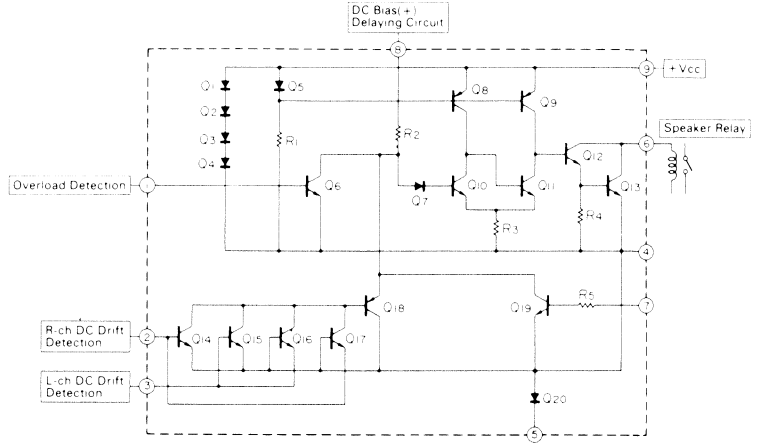 DC Bias(+)
Delaying Circuit
8
9
+Vcc
Q1
Q5
Q8
Q9
Q2
Speaker Relay
Q3
R1
R2
6
Q12
Q4
Overload Detection
1
Q6
Q7
Q10
Q11
Q13
R4
R3
4
R5
7
Q18
Q19
R-ch DC Drift
Detection
2
Q14
Q15
Q16
Q17
L-ch DC Drift
Detection
3
Q20
5